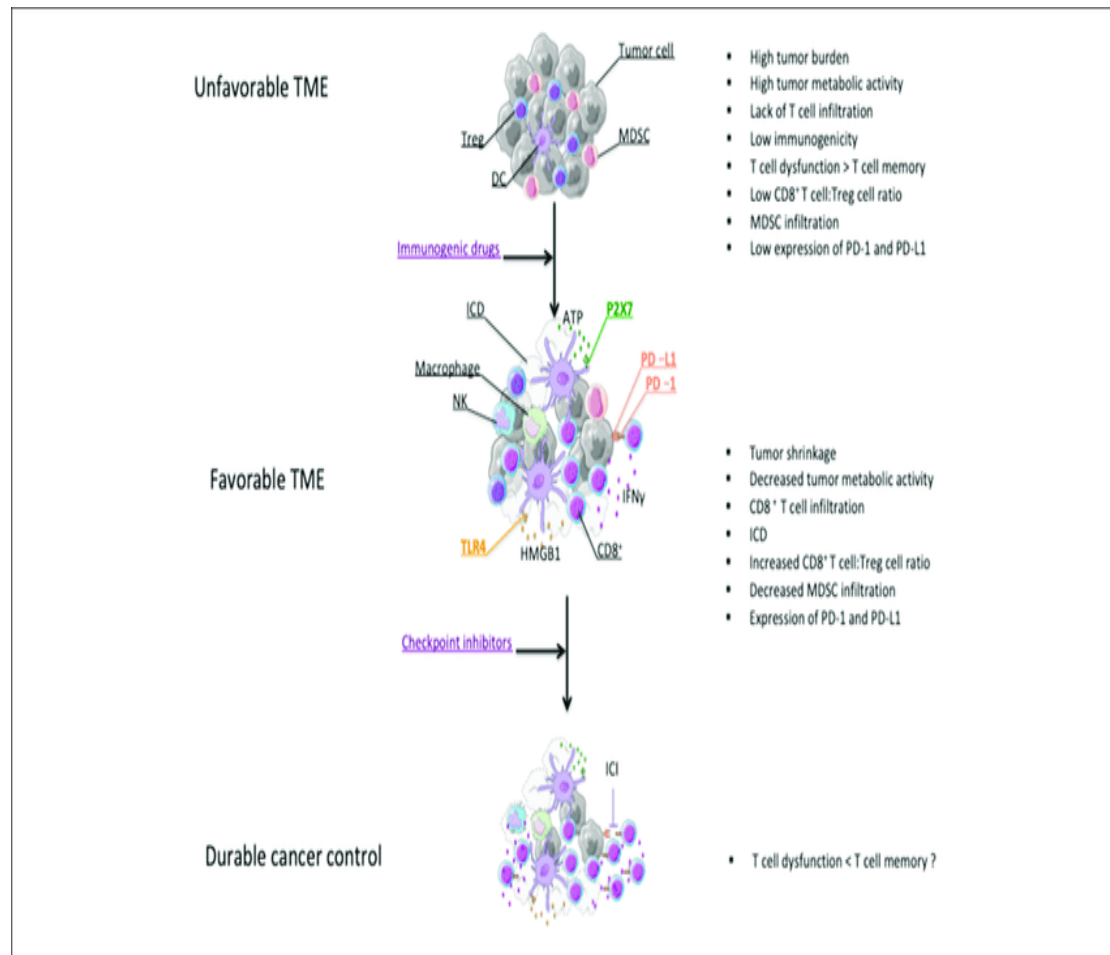 Unfavorable TME
Tumor cell
Treg
MDSC
DC
▪ High tumor burden
▪ High tumor metabolic activity
▪ Lack of T cell infiltration
▪ Low immunogenicity
▪ T cell dysfunction > T cell memory
▪ Low CD8⁺ T cell:Treg cell ratio
▪ MDSC infiltration
▪ Low expression of PD-1 and PD-L1
Immunogenic drugs
ICD
ATP
P2X7
Macrophage
PD –L1
PD –1
NK
Favorable TME
IFNγ
TLR4
HMGB1
CD8⁺
▪ Tumor shrinkage
▪ Decreased tumor metabolic activity
▪ CD8⁺ T cell infiltration
▪ ICD
▪ Increased CD8⁺ T cell:Treg cell ratio
▪ Decreased MDSC infiltration
▪ Expression of PD-1 and PD-L1
Checkpoint inhibitors
ICI
Durable cancer control
▪ T cell dysfunction < T cell memory ?